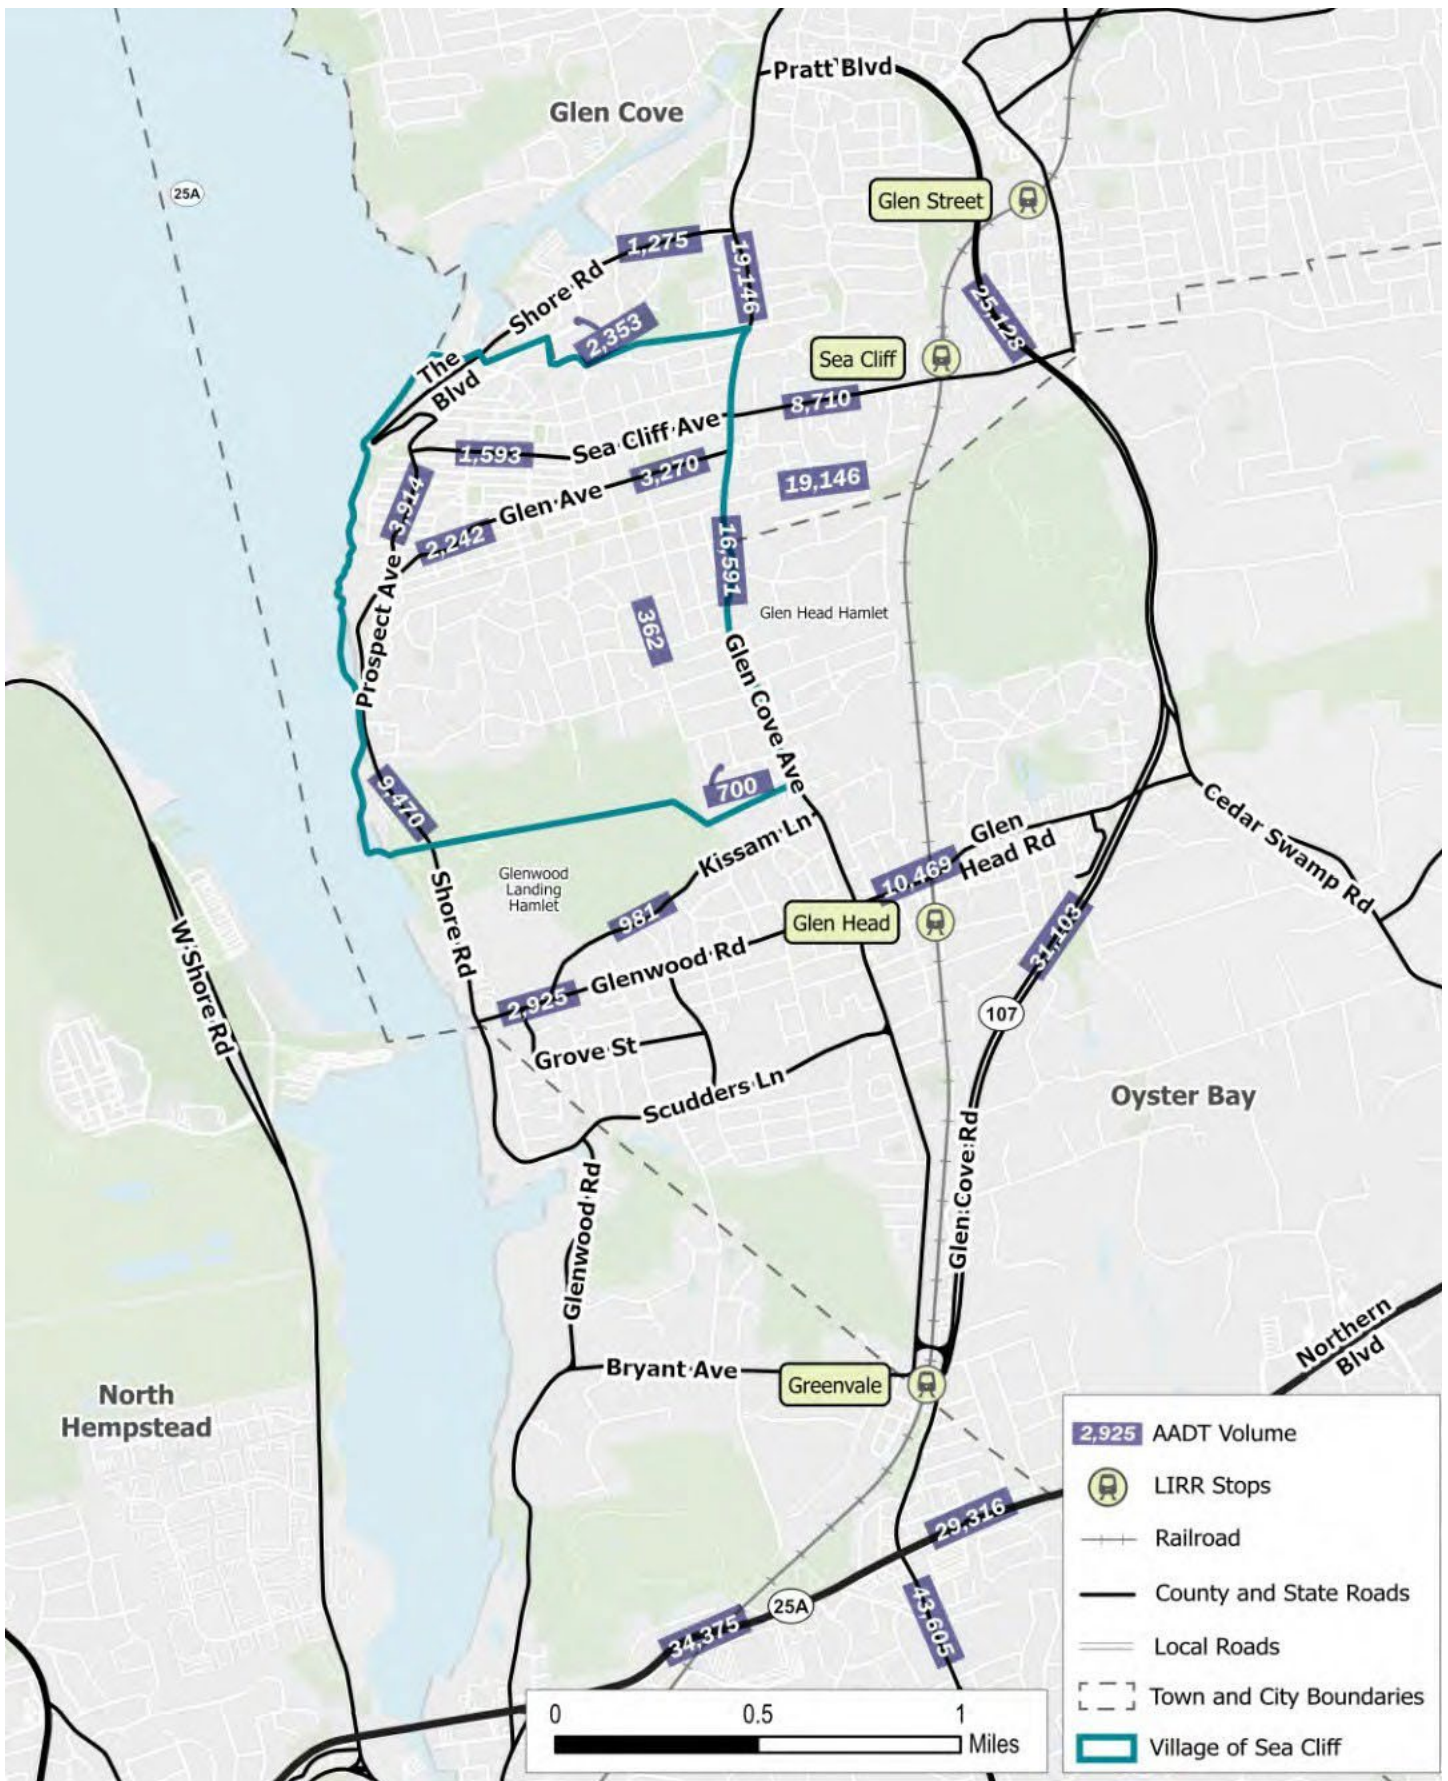 Pratt Blvd
Glen Cove
25A
Glen Street
1,275
19,146
Shore Rd
25,128
2,353
Sea Cliff
The
Blvd
8,710
Sea Cliff Ave
1,593
3,270
19,146
3,914
Glen Ave
2,242
16,591
Prospect Ave
362
Glen Head Hamlet
Glen Cove Ave
9,470
700
Cedar Swamp Rd
Glen
Head Rd
Kissam Ln
10,469
Glenwood
Landing
Hamlet
Shore Rd
981
Glen Head
31,103
W Shore Rd
Glenwood Rd
2,925
107
Grove St
Scudders Ln
Oyster Bay
Glenwood Rd
Glen Cove Rd
Northern
Blvd
Bryant Ave
Greenvale
North
Hempstead
29,316
25A
34,375
43,605
2,925 AADT Volume
LIRR Stops
Railroad
County and State Roads
Local Roads
Town and City Boundaries
Village of Sea Cliff
0 0.5 1
Miles